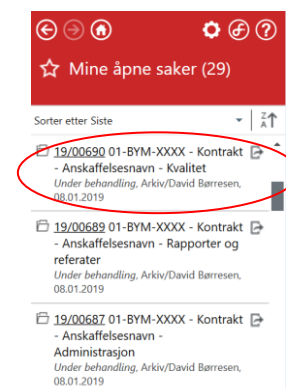 Mine åpne saker (29)
Sorter etter Siste
19/00690 01-BYM-XXXX - Kontrakt
- Anskaffelsesnavn - Kvalitet
Under behandling, Arkiv/David Børresen,
08.01.2019
19/00689 01-BYM-XXXX - Kontrakt
- Anskaffelsesnavn - Rapporter og
referater
Under behandling, Arkiv/David Børresen,
08.01.2019
19/00687 01-BYM-XXXX - Kontrakt
- Anskaffelsesnavn -
Administrasjon
Under behandling, Arkiv/David Børresen,
08.01.2019